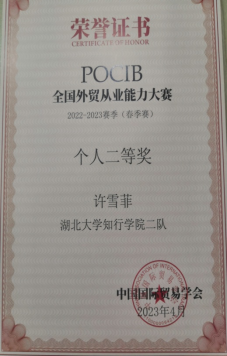 荣誉证书
CERTIFICATE OF HONOR
POCIB
全国外贸从业能力大赛
2022-2023赛季（春季赛）
个人二等奖
许雪菲
湖北大学知行学院二队
中国国际贸易学会
2023年4月